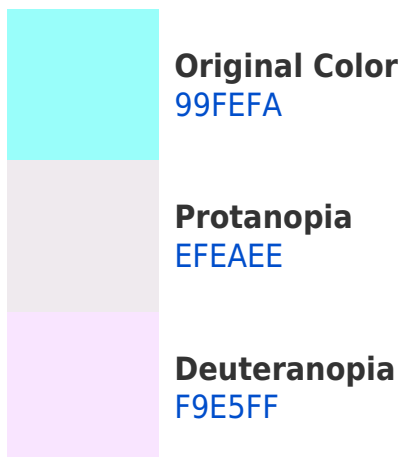 Original Color
99FEFA
Protanopia
EFEAEE
Deuteranopia
F9E5FF